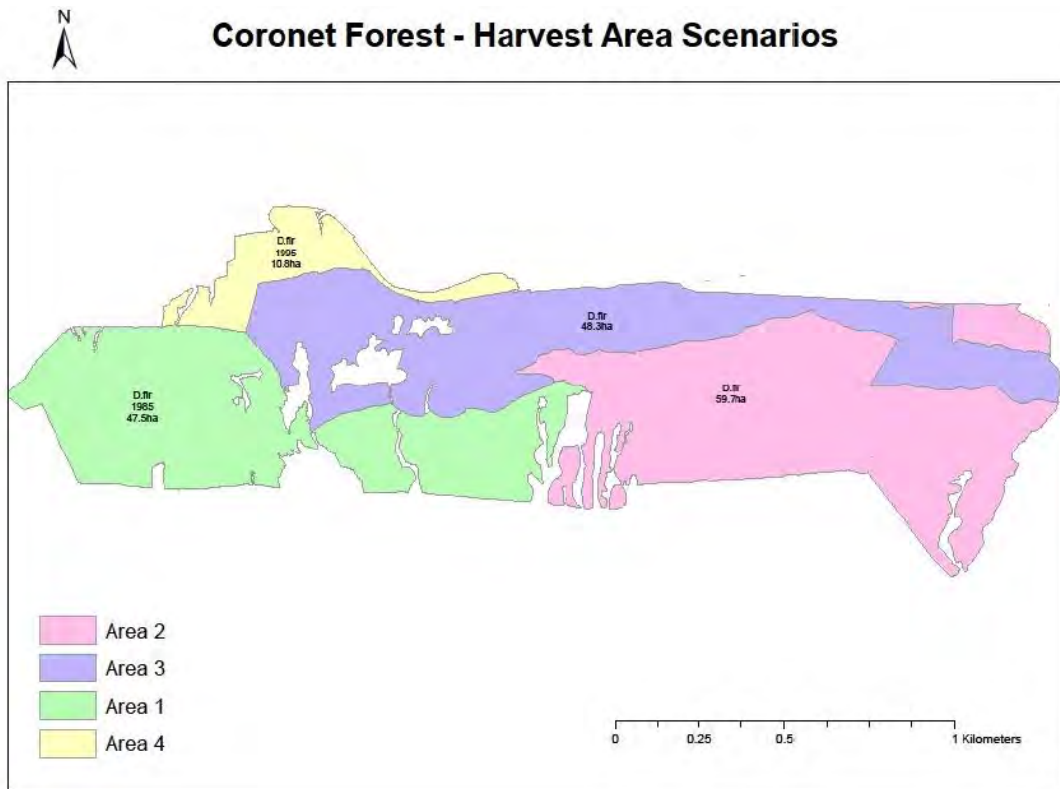 N
Coronet Forest - Harvest Area Scenarios
D.fir
1995
10.8ha
D.fir
48.3ha
D.fir
1985
47.5ha
D.fir
59.7ha
Area 2
Area 3
Area 1
Area 4
0 0.25 0.5 1 Kilometers